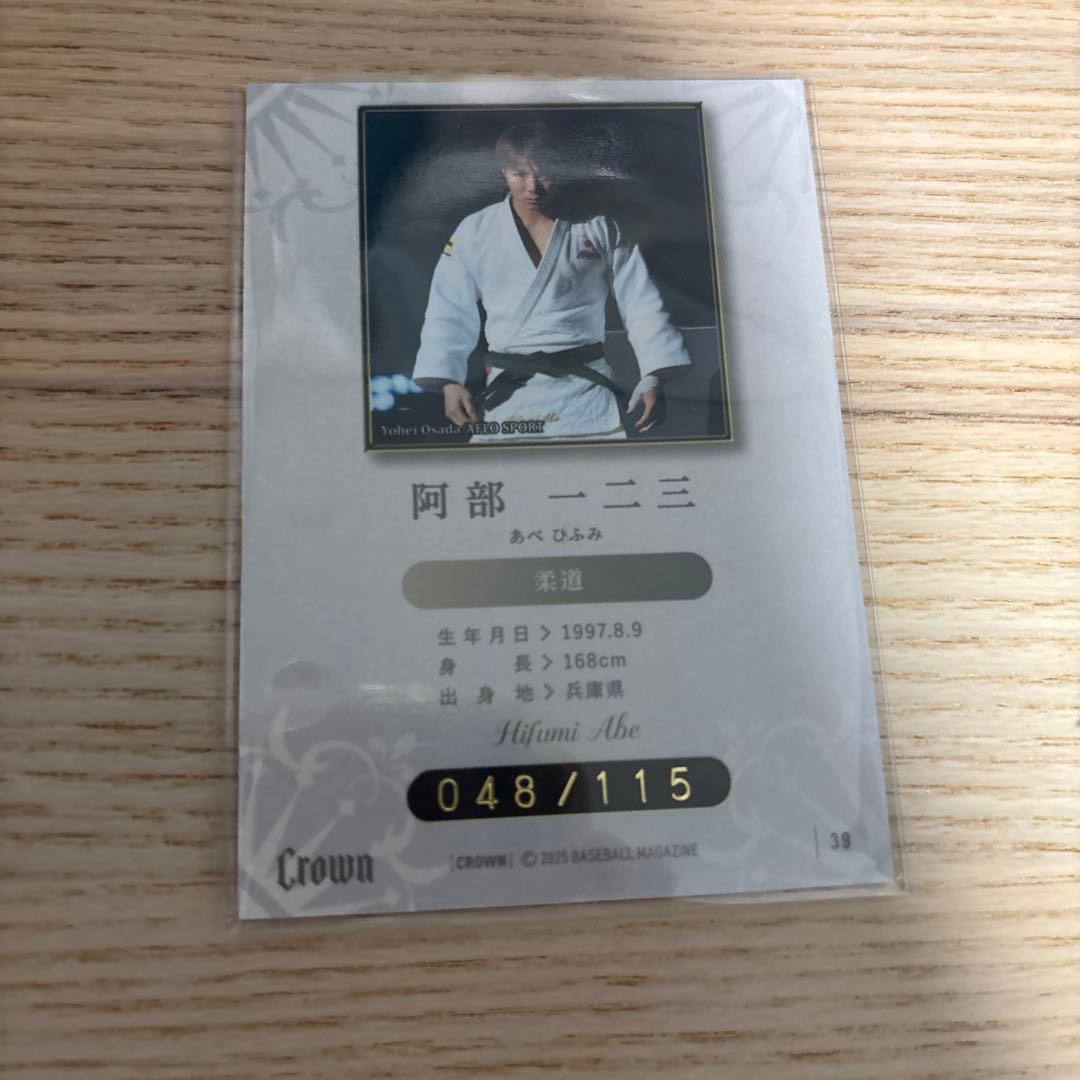 Yohei Osada/AFLO SPORT
阿部 一二三
あべ ひふみ
柔道
生年月日 > 1997.8.9
身長 > 168cm
出身地 > 兵庫県
Hifumi Abe
048/115
Crown
|CROWN| © 2025 BASEBALL MAGAZINE
| 39